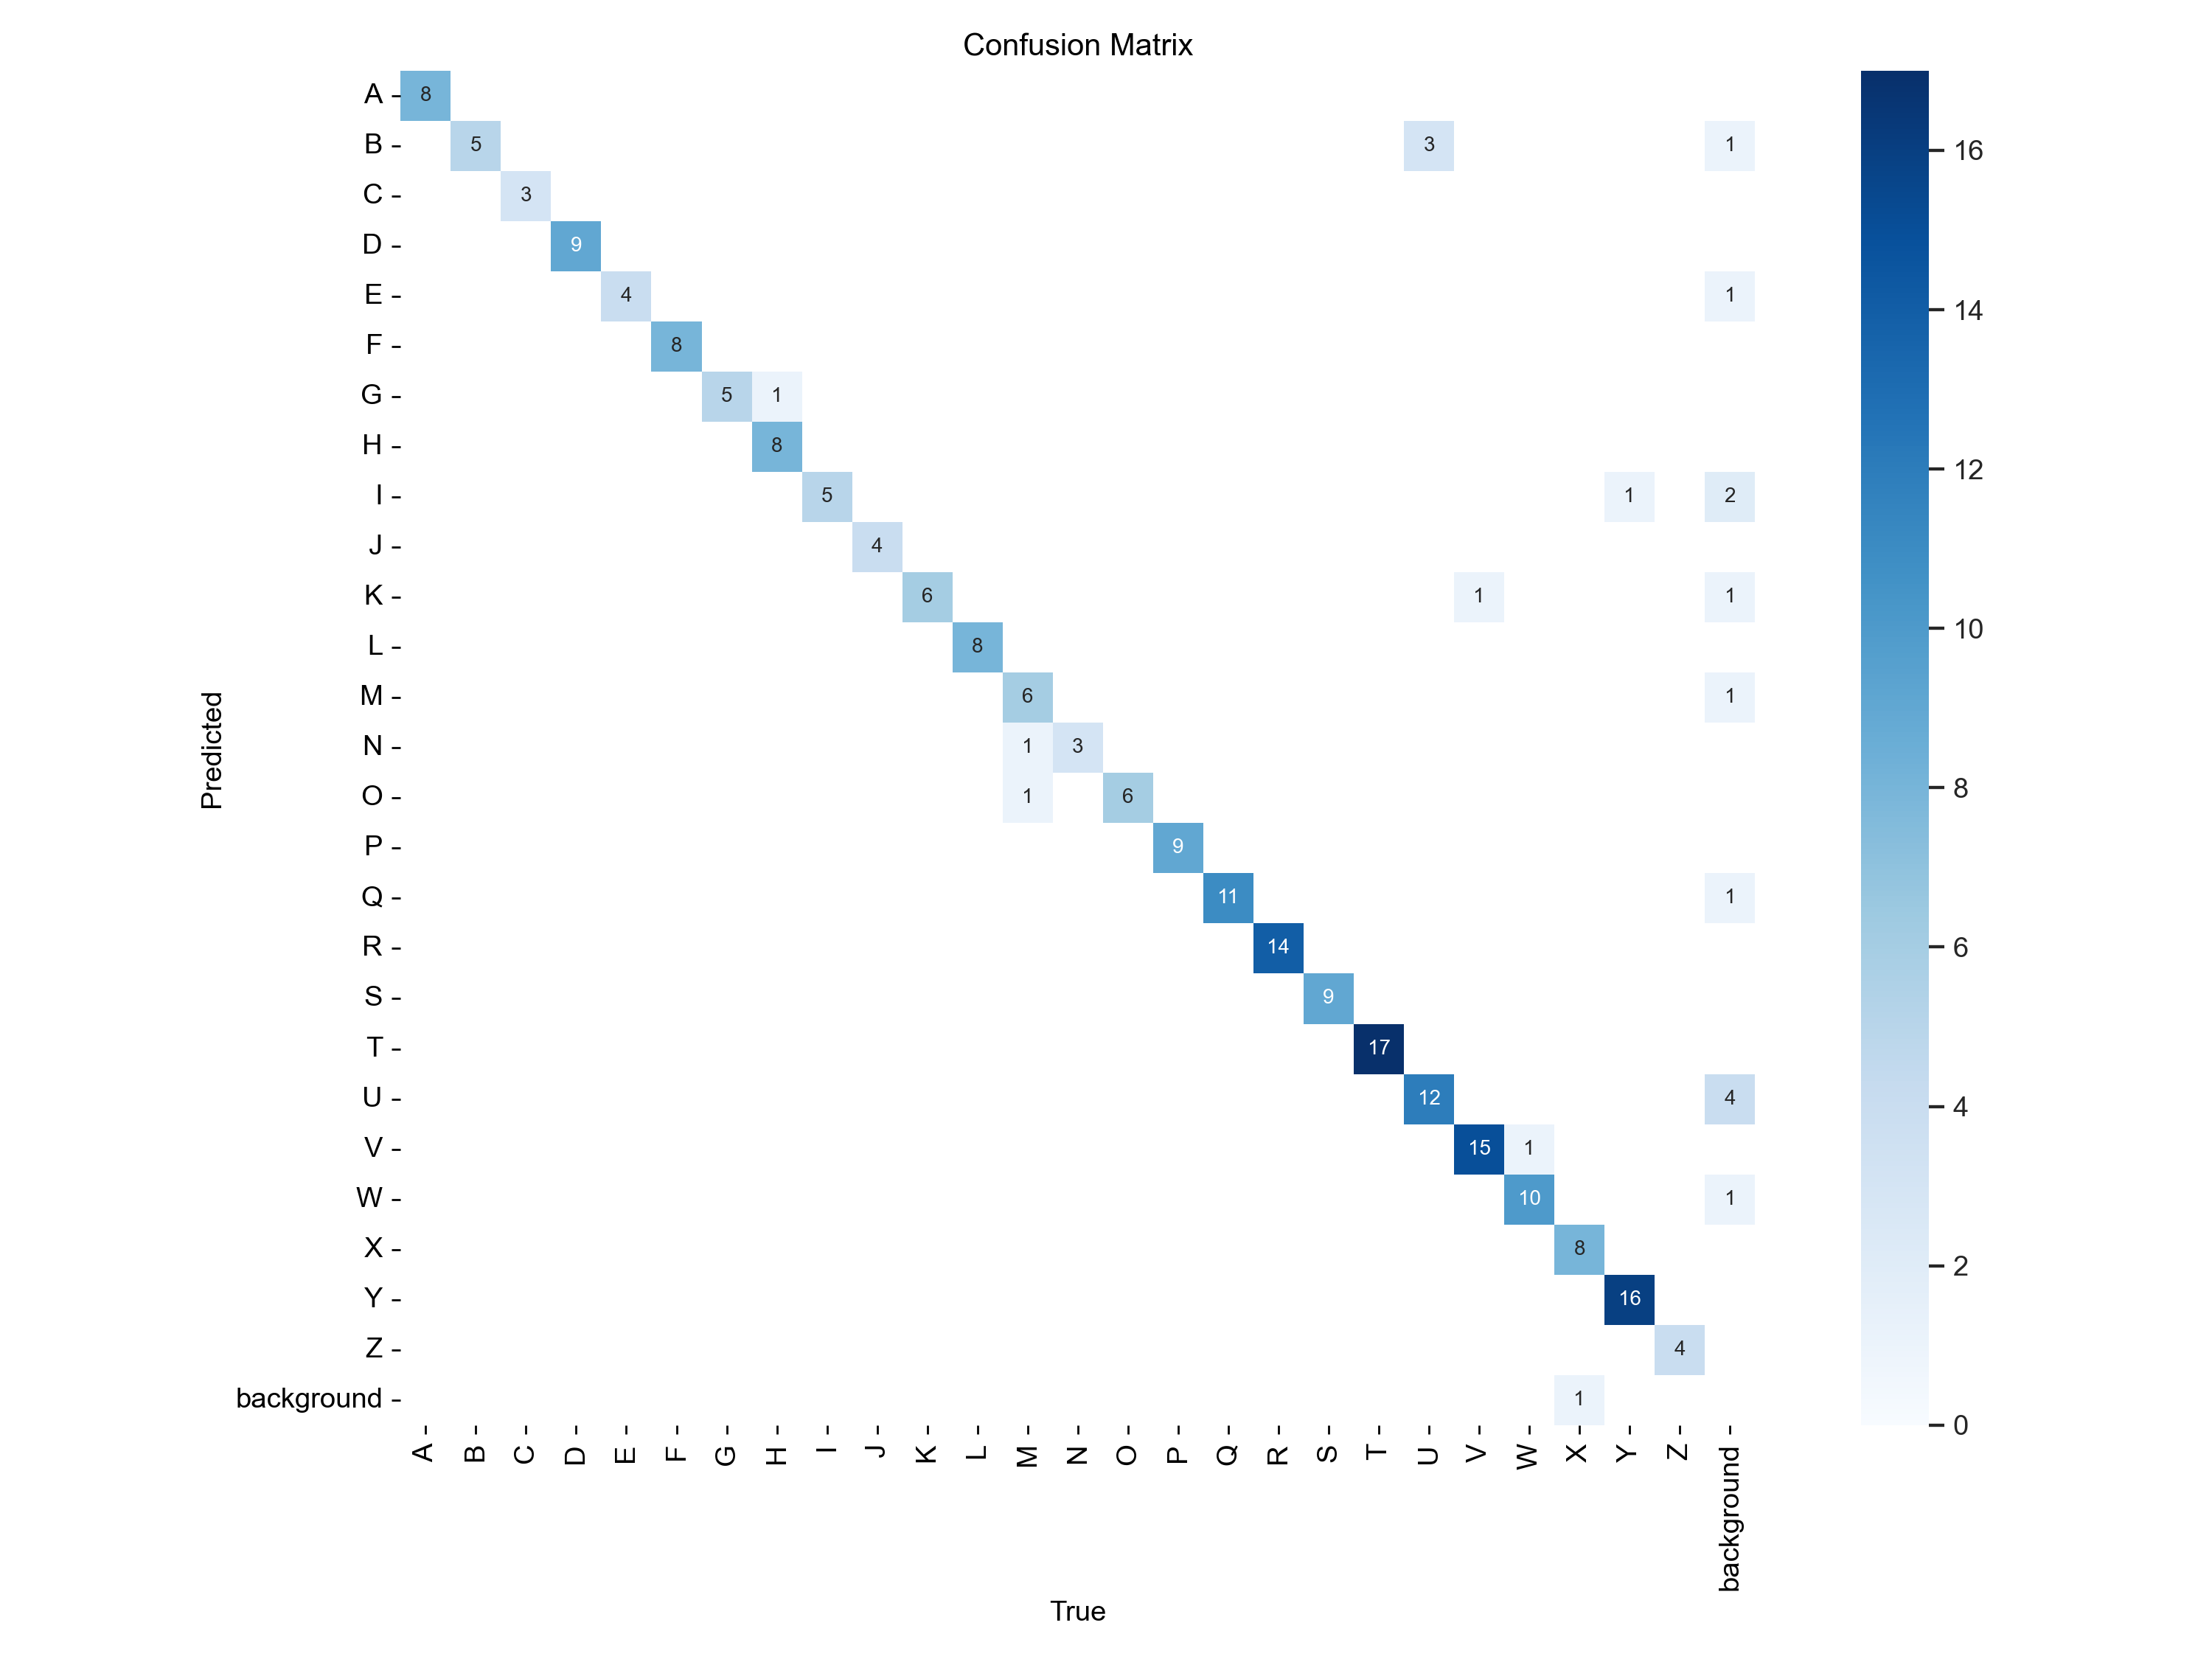 Confusion Matrix
A 8
B 5 3 1
C 3
D 9
E 4 1
F 8
G 5 1
H 8
I 5 1 2
J 4
K 6 1 1
L 8
M 6 1
N 1 3
O 1 6
P 9
Q 11 1
R 14
S 9
T 17
U 12 4
V 15 1
W 10 1
X 8
Y 16
Z 4
background 1
Predicted
A B C D E F G H I J K L M N O P Q R S T U V W X Y Z background
True
16
14
12
10
8
6
4
2
0